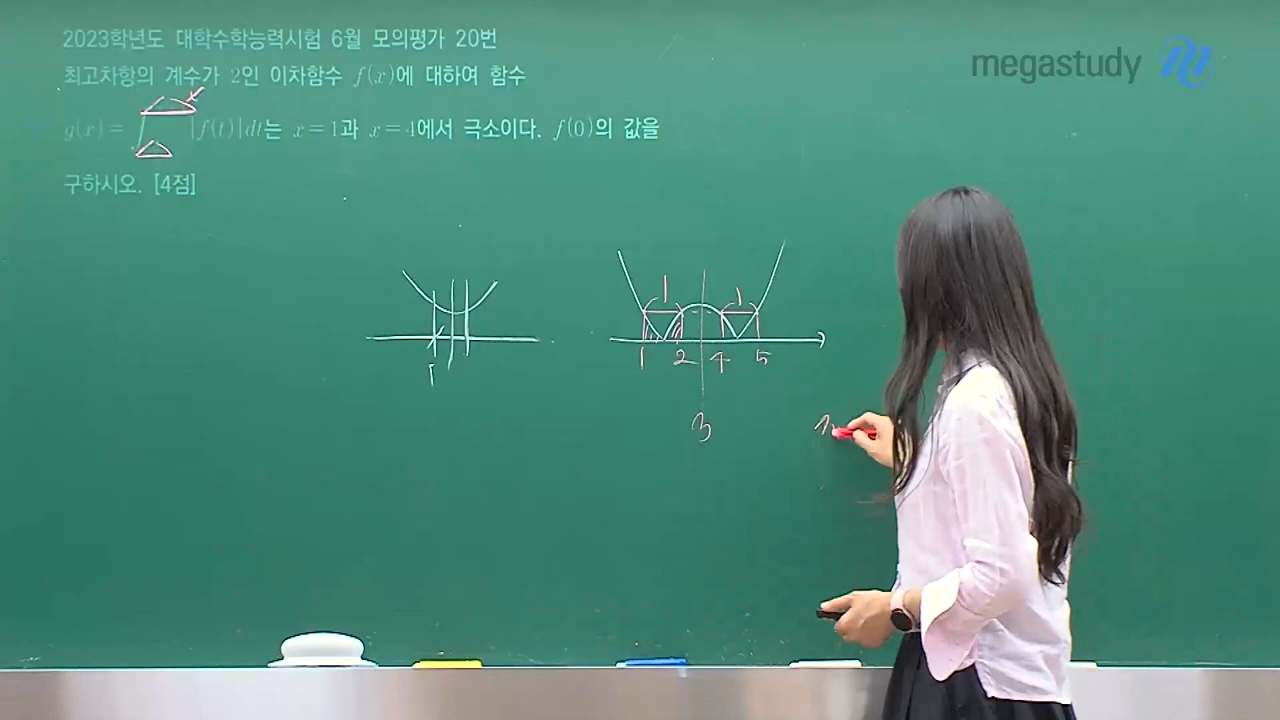 2023학년도 대학수학능력시험 6월 모의평가 20번
megastudy
최고차항의 계수가 2인 이차함수 f(x)에 대하여 함수
g(x)=∫ |f(t)|dt는 x=1과 x=4에서 극소이다. f(0)의 값을
구하시오. [4점]
1 1
1 2 4 5
3